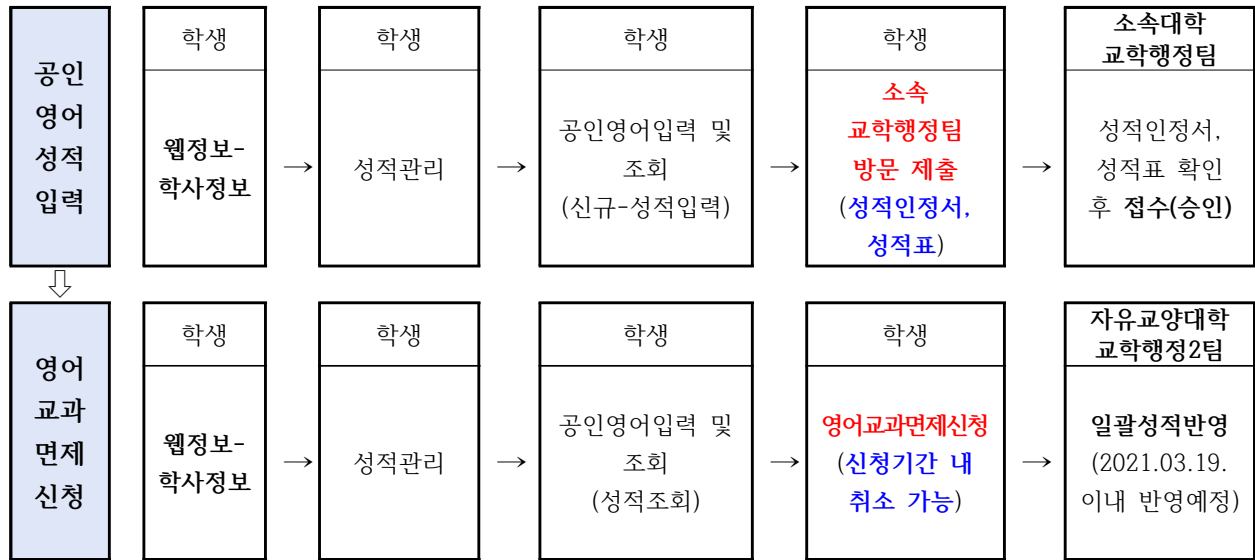 공인
영어
성적
입력
학생
웹정보-
학사정보
→
학생
성적관리
→
학생
공인영어입력 및
조회
(신규-성적입력)
→
학생
소속
교학행정팀
방문 제출
(성적인정서,
성적표)
→
소속대학
교학행정팀
성적인정서,
성적표 확인
후 접수(승인)
영어
교과
면제
신청
학생
웹정보-
학사정보
→
학생
성적관리
→
학생
공인영어입력 및
조회
(성적조회)
→
학생
영어교과면제신청
(신청기간 내
취소 가능)
→
자유교양대학
교학행정2팀
일괄성적반영
(2021.03.19.
이내 반영예정)